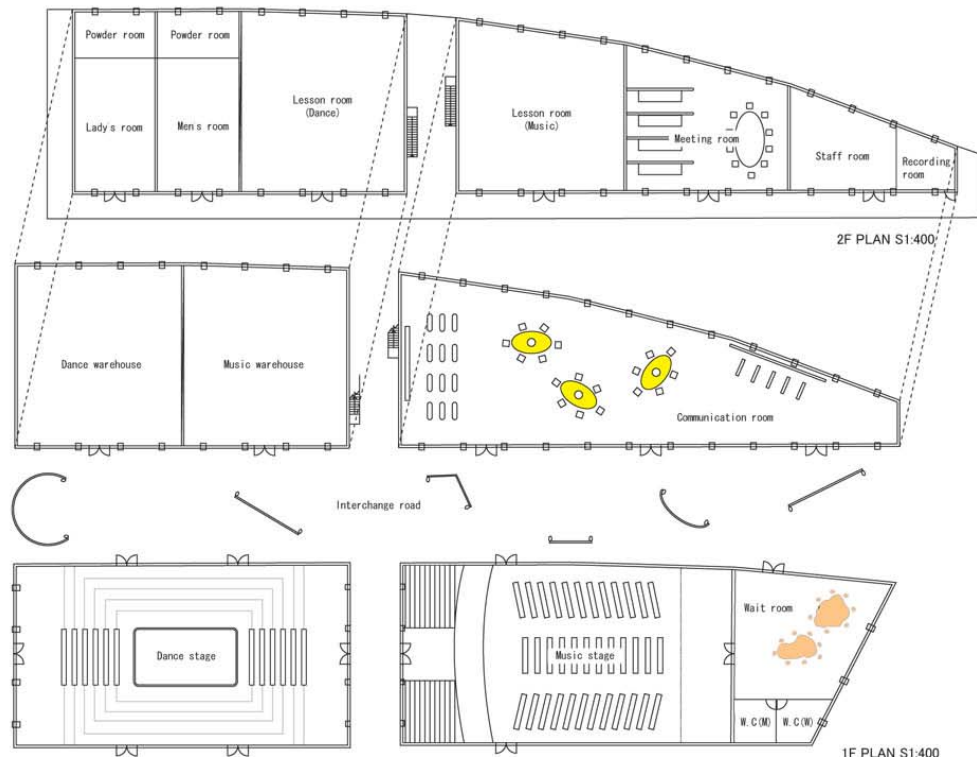 Powder room
Powder room
Lesson room
(Dance)
Lady s room
Men s room
Lesson room
(Music)
Meeting room
Staff room
Recording
room
2F PLAN S1:400
Dance warehouse
Music warehouse
Communication room
Interchange road
Dance stage
Music stage
Wait room
W.C(M)
W.C(W)
1F PLAN S1:400